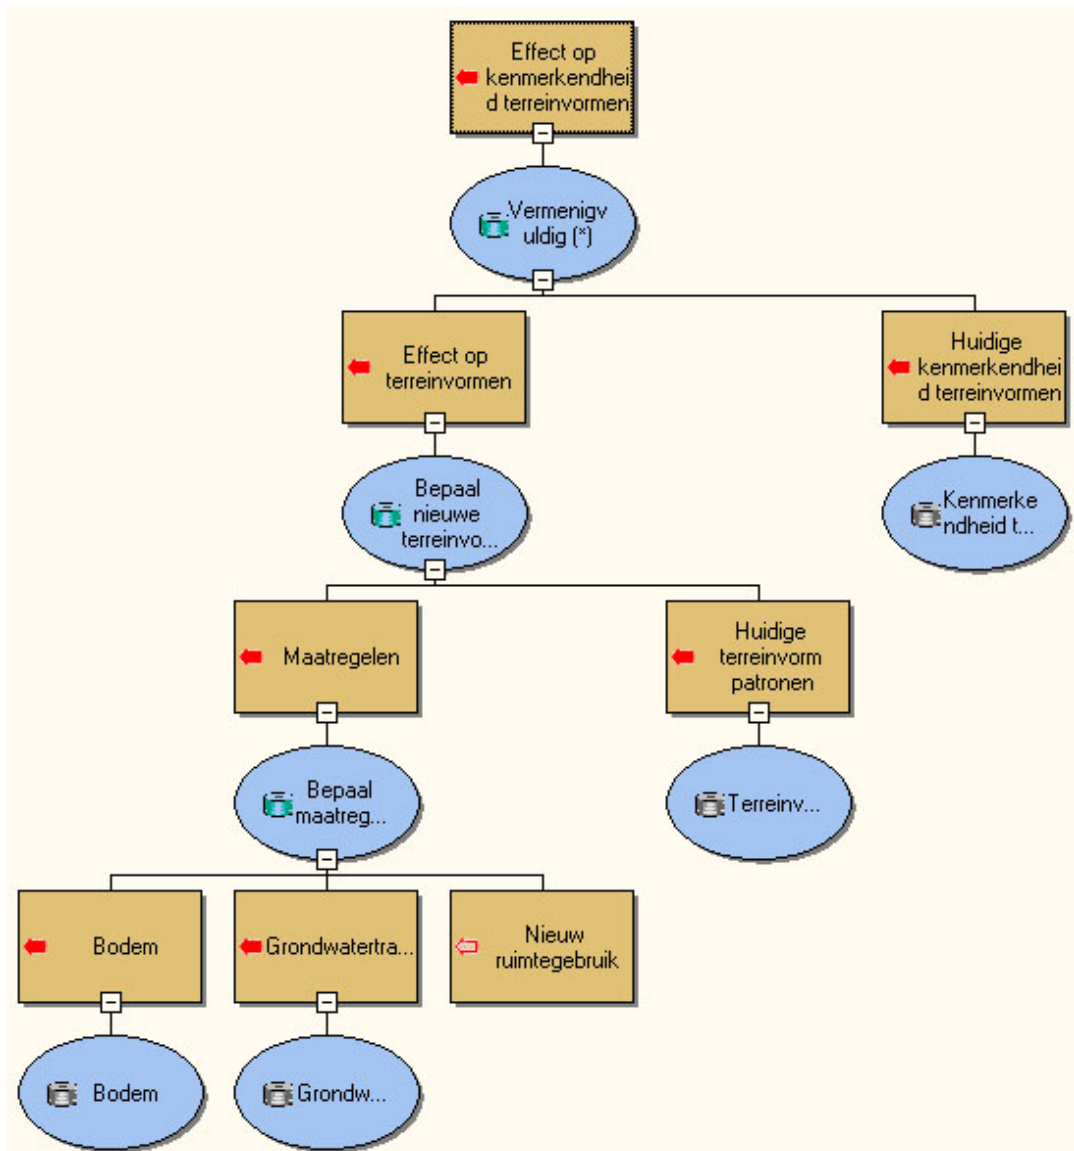 Effect op
kenmerkendhei
d terreinvormen
Vermenigv
uldig (*)
Effect op
terreinvormen
Huidige
kenmerkendhei
d terreinvormen
Bepaal
nieuwe
terreinvo...
Kenmerke
ndheid t...
Maatregelen
Huidige
terreinvorm
patronen
Bepaal
maatreg...
Terreinv...
Bodem
Grondwatertra...
Nieuw
ruimtegebruik
Bodem
Grondw...